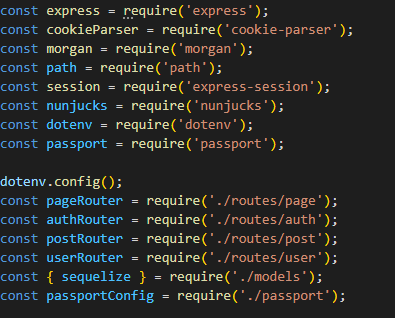 const express = require('express');
const cookieParser = require('cookie-parser');
const morgan = require('morgan');
const path = require('path');
const session = require('express-session');
const nunjucks = require('nunjucks');
const dotenv = require('dotenv');
const passport = require('passport');

dotenv.config();
const pageRouter = require('./routes/page');
const authRouter = require('./routes/auth');
const postRouter = require('./routes/post');
const userRouter = require('./routes/user');
const { sequelize } = require('./models');
const passportConfig = require('./passport');